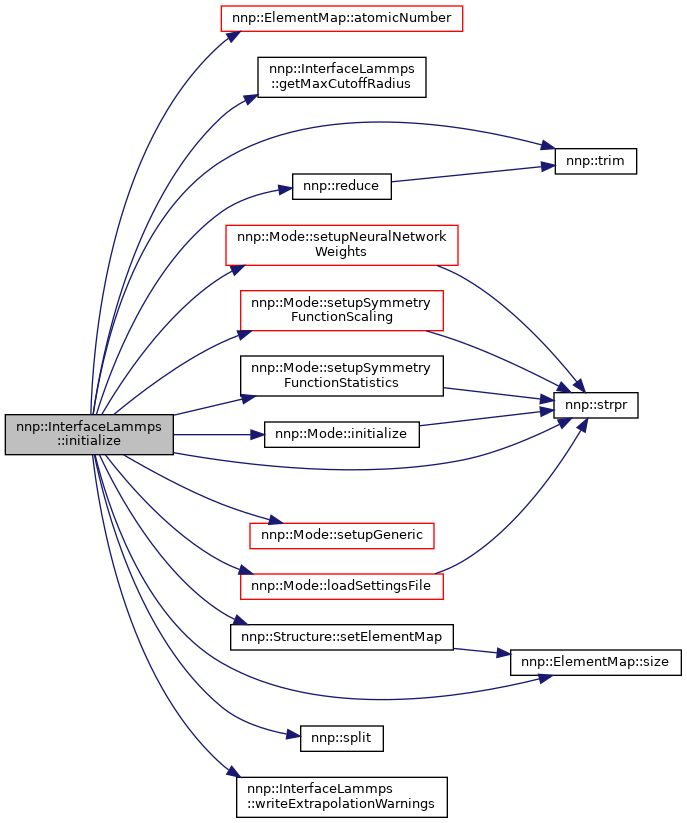 nnp::ElementMap::atomicNumber
nnp::InterfaceLammps
::getMaxCutoffRadius
nnp::trim
nnp::reduce
nnp::Mode::setupNeuralNetwork
Weights
nnp::Mode::setupSymmetry
FunctionScaling
nnp::Mode::setupSymmetry
FunctionStatistics
nnp::strpr
nnp::InterfaceLammps
::initialize
nnp::Mode::initialize
nnp::Mode::setupGeneric
nnp::Mode::loadSettingsFile
nnp::Structure::setElementMap
nnp::ElementMap::size
nnp::split
nnp::InterfaceLammps
::writeExtrapolationWarnings